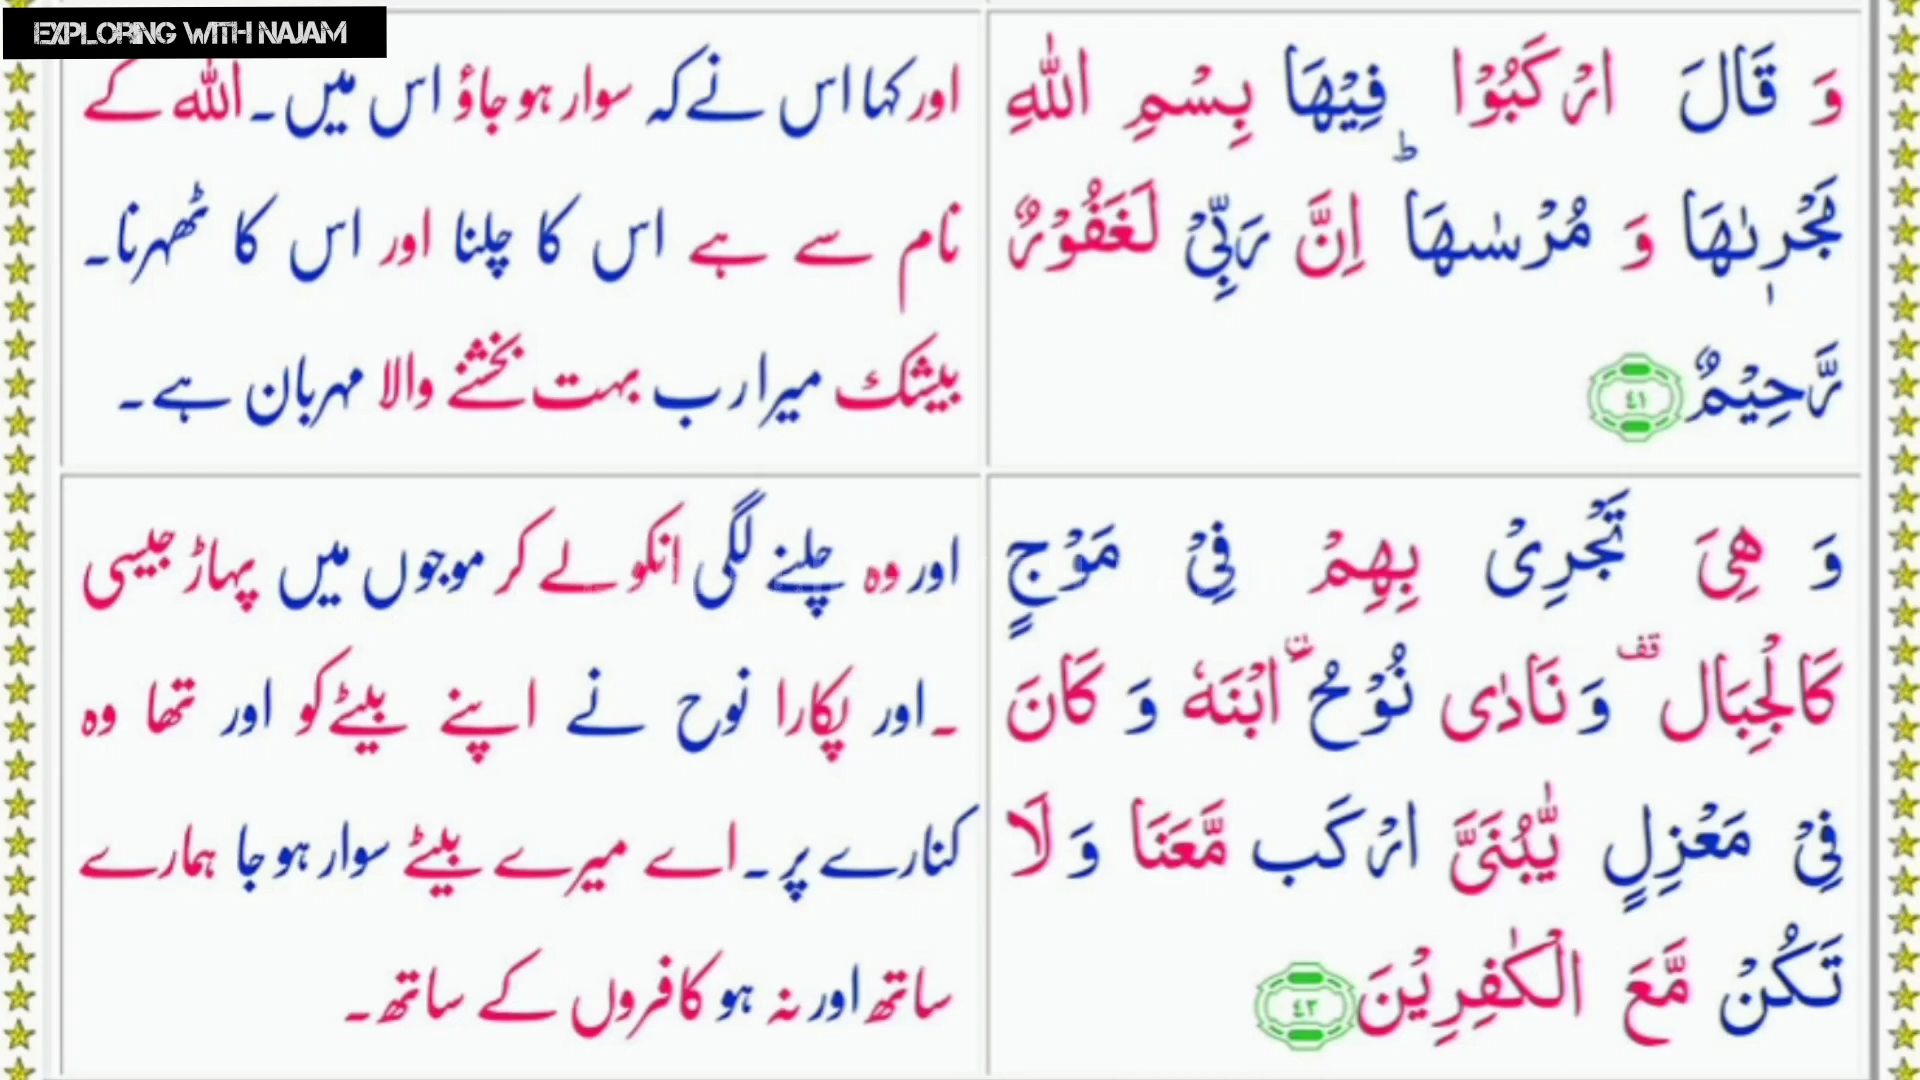 EXPLORING WITH NAJAM
وَ قَالَ ارْكَبُوْا فِيْهَا بِسْمِ اللّٰهِ
مَجْرٖىٰهَا وَ مُرْسٰىهَا ؕ اِنَّ رَبِّیْ لَغَفُوْرٌ
رَّحِيْمٌ ٤١
اور کہا اس نے کہ سوار ہو جاؤ اس میں۔ اللہ کے
نام سے ہے اس کا چلنا اور اس کا ٹھہرنا۔
بیشک میرا رب بہت بخشنے والا مہربان ہے۔
وَ هِیَ تَجْرِیْ بِهِمْ فِیْ مَوْجٍ
كَالْجِبَالِ ۫ وَ نَادٰى نُوْحُ ۨ ابْنَهٗ وَ كَانَ
فِیْ مَعْزِلٍ يّٰبُنَیَّ ارْكَب مَّعَنَا وَ لَا
تَكُنْ مَّعَ الْكٰفِرِيْنَ ٤٢
اور وہ چلنے لگی انکو لے کر موجوں میں پہاڑ جیسی
۔ اور پکارا نوح نے اپنے بیٹے کو اور تھا وہ
کنارے پر۔ اے میرے بیٹے سوار ہو جا ہمارے
ساتھ اور نہ ہو کافروں کے ساتھ۔